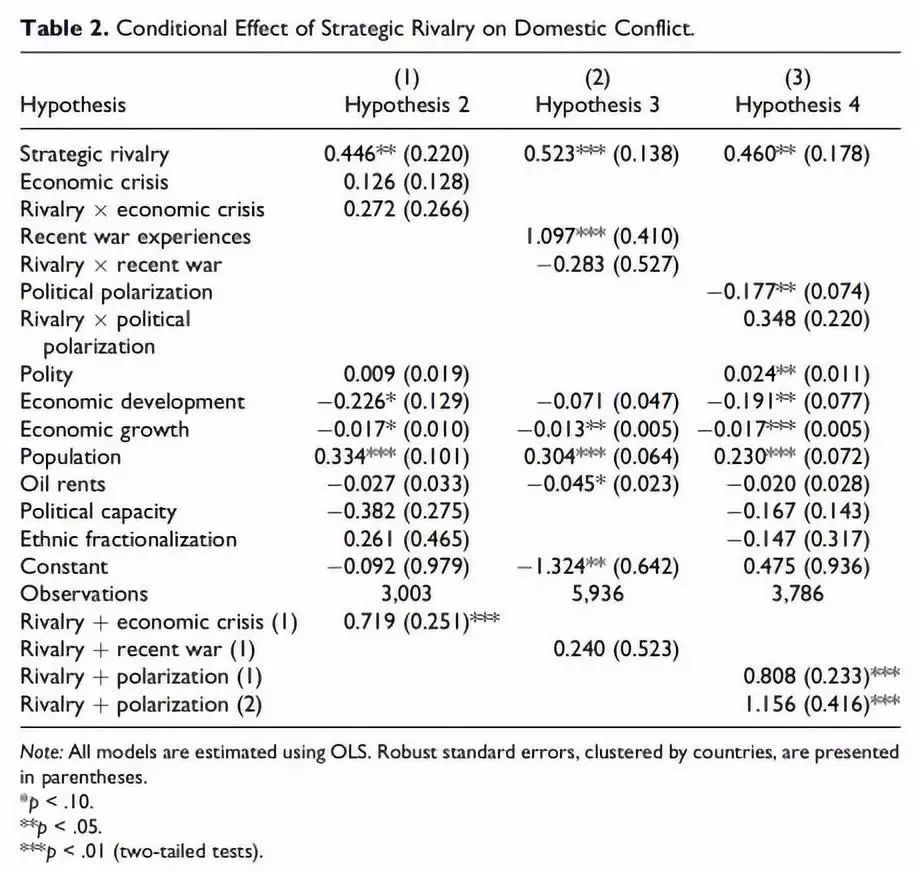 Table 2. Conditional Effect of Strategic Rivalry on Domestic Conflict.
(1) (2) (3)
Hypothesis Hypothesis 2 Hypothesis 3 Hypothesis 4
Strategic rivalry 0.446** (0.220) 0.523*** (0.138) 0.460** (0.178)
Economic crisis 0.126 (0.128)
Rivalry × economic crisis 0.272 (0.266)
Recent war experiences 1.097*** (0.410)
Rivalry × recent war −0.283 (0.527)
Political polarization −0.177** (0.074)
Rivalry × political 0.348 (0.220)
polarization
Polity 0.009 (0.019) 0.024** (0.011)
Economic development −0.226* (0.129) −0.071 (0.047) −0.191** (0.077)
Economic growth −0.017* (0.010) −0.013** (0.005) −0.017*** (0.005)
Population 0.334*** (0.101) 0.304*** (0.064) 0.230*** (0.072)
Oil rents −0.027 (0.033) −0.045* (0.023) −0.020 (0.028)
Political capacity −0.382 (0.275) −0.167 (0.143)
Ethnic fractionalization 0.261 (0.465) −0.147 (0.317)
Constant −0.092 (0.979) −1.324** (0.642) 0.475 (0.936)
Observations 3,003 5,936 3,786
Rivalry + economic crisis (1) 0.719 (0.251)***
Rivalry + recent war (1) 0.240 (0.523)
Rivalry + polarization (1) 0.808 (0.233)***
Rivalry + polarization (2) 1.156 (0.416)***
Note: All models are estimated using OLS. Robust standard errors, clustered by countries, are presented
in parentheses.
*p < .10.
**p < .05.
***p < .01 (two-tailed tests).